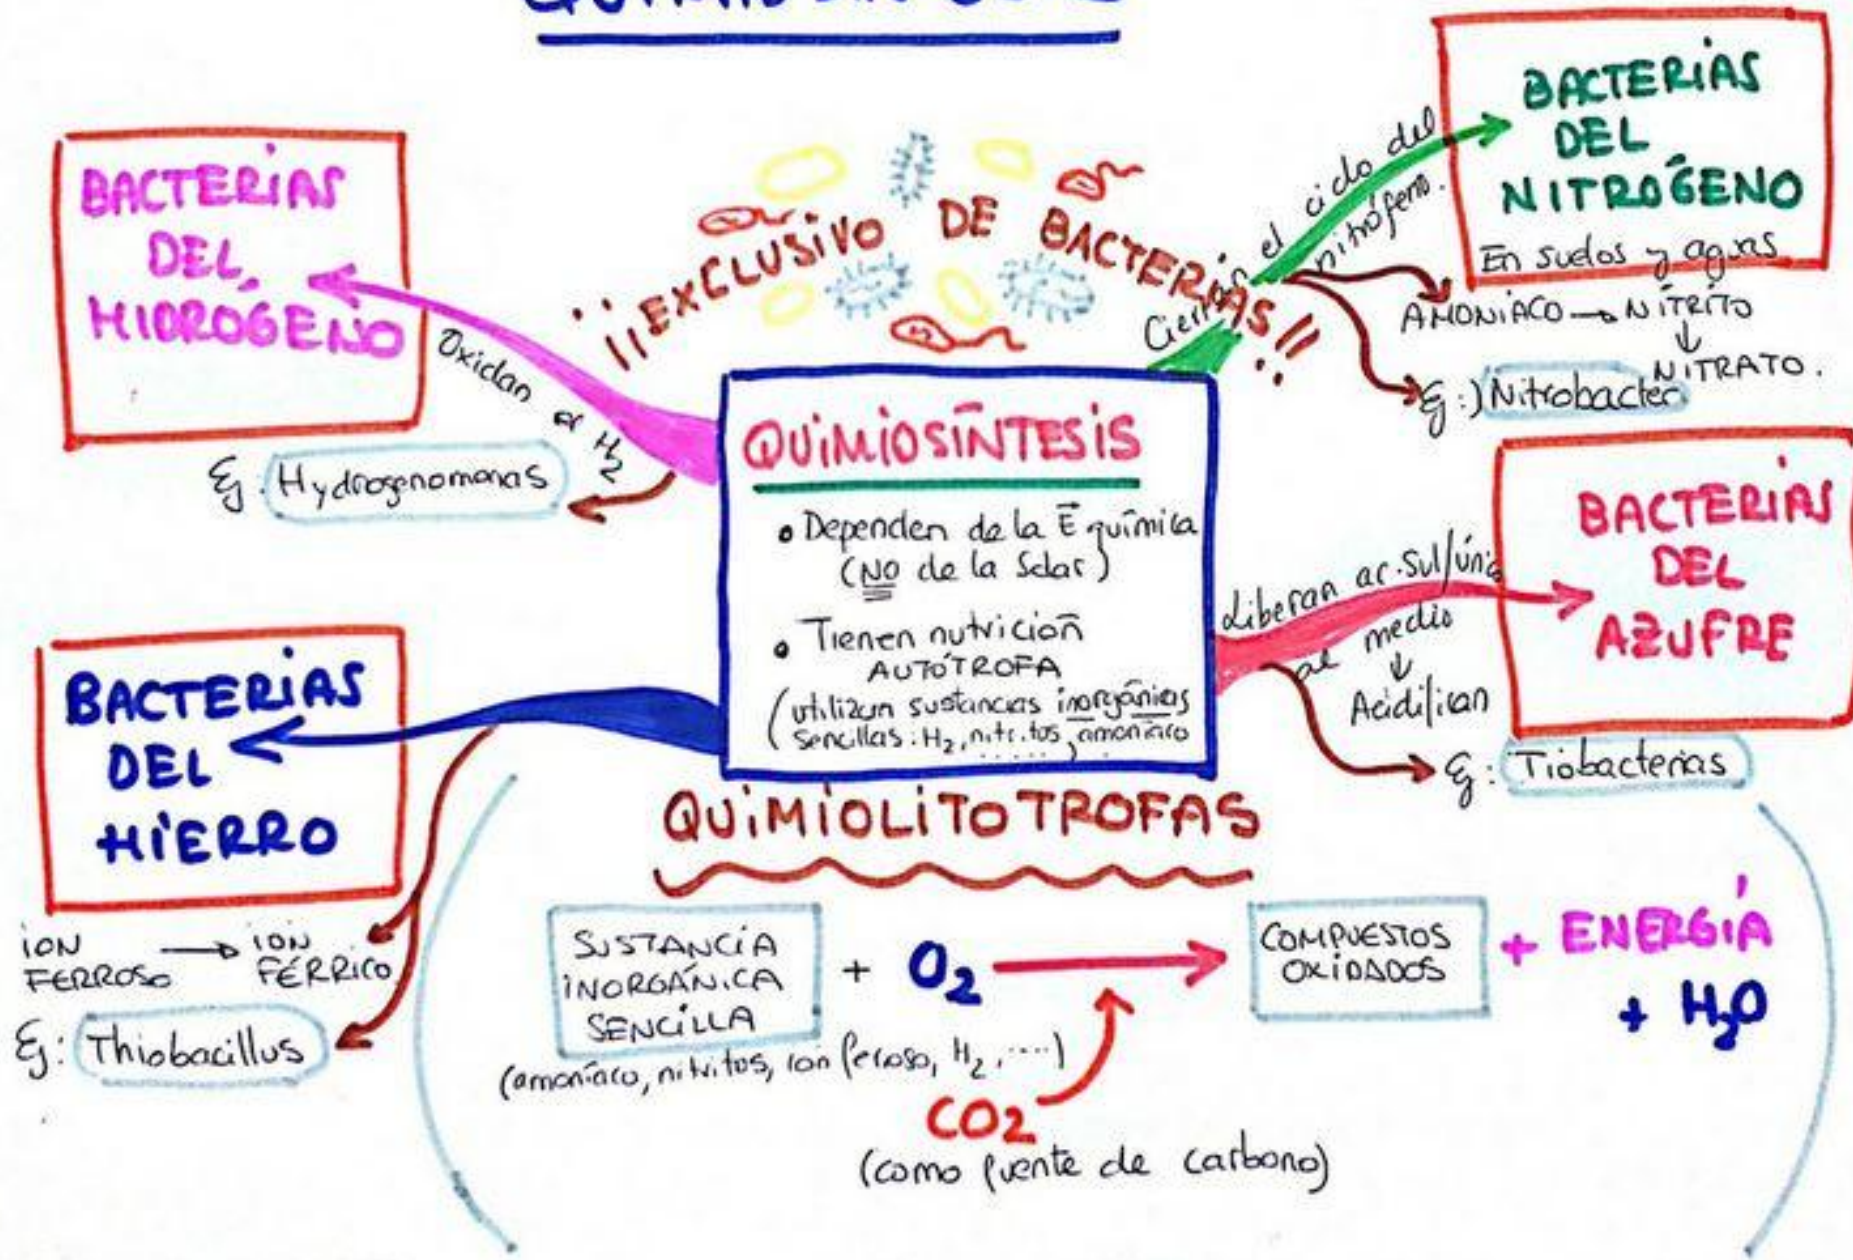 BACTERIAS
DEL
HIDRÓGENO
Oxidan al H2
Ej: Hydrogenomonas
¡¡EXCLUSIVO DE BACTERIAS!!
Cierran el ciclo del
nitrógeno.
BACTERIAS
DEL
NITRÓGENO
En suelos y aguas
AMONIACO → NITRITO
↓
NITRATO.
Ej:) Nitrobacter
QUIMIOSÍNTESIS
• Dependen de la E química
(NO de la Solar)
• Tienen nutrición
AUTÓTROFA
(utilizan sustancias inorgánicas
sencillas: H2, nitritos, amoniaco
.....)
BACTERIAS
DEL
AZUFRE
Liberan ac. sulfúrico
al medio
↓
Acidifican
Ej: Tiobacterias
BACTERIAS
DEL
HIERRO
ION FERROSO → ION FÉRRICO
Ej: Thiobacillus
QUIMIOLITOTROFAS
SUSTANCIA
INORGÁNICA
SENCILLA
+ O2 →
COMPUESTOS
OXIDADOS
+ ENERGÍA
+ H2O
(amoníaco, nitritos, ion ferroso, H2, ....)
CO2
(como fuente de carbono)